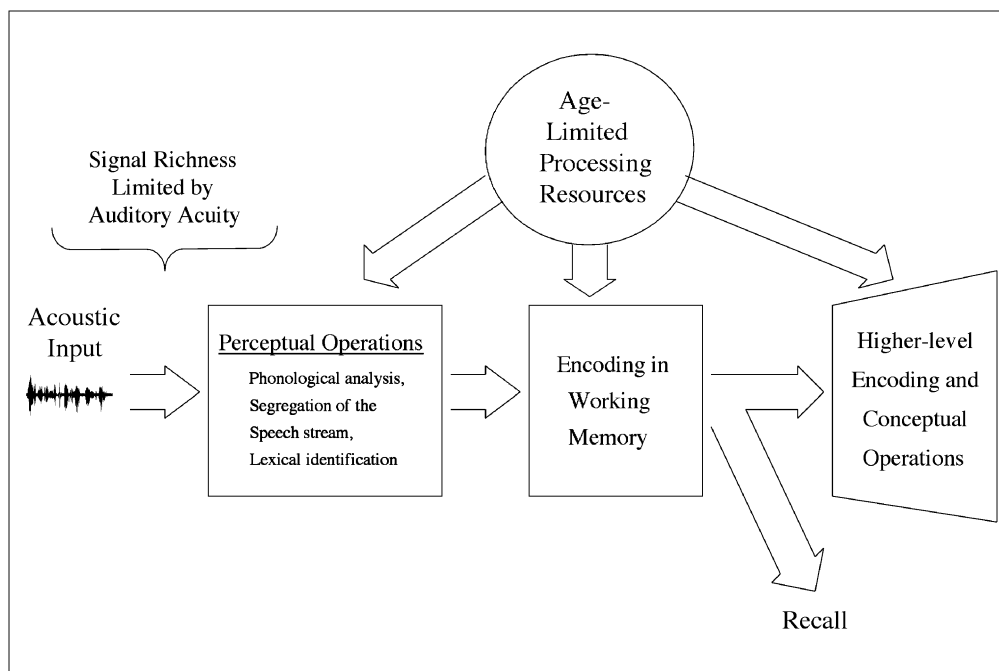 Age-
Limited
Processing
Resources
Signal Richness
Limited by
Auditory Acuity
Acoustic
Input
Perceptual Operations
Phonological analysis,
Segregation of the
Speech stream,
Lexical identification
Encoding in
Working
Memory
Higher-level
Encoding and
Conceptual
Operations
Recall